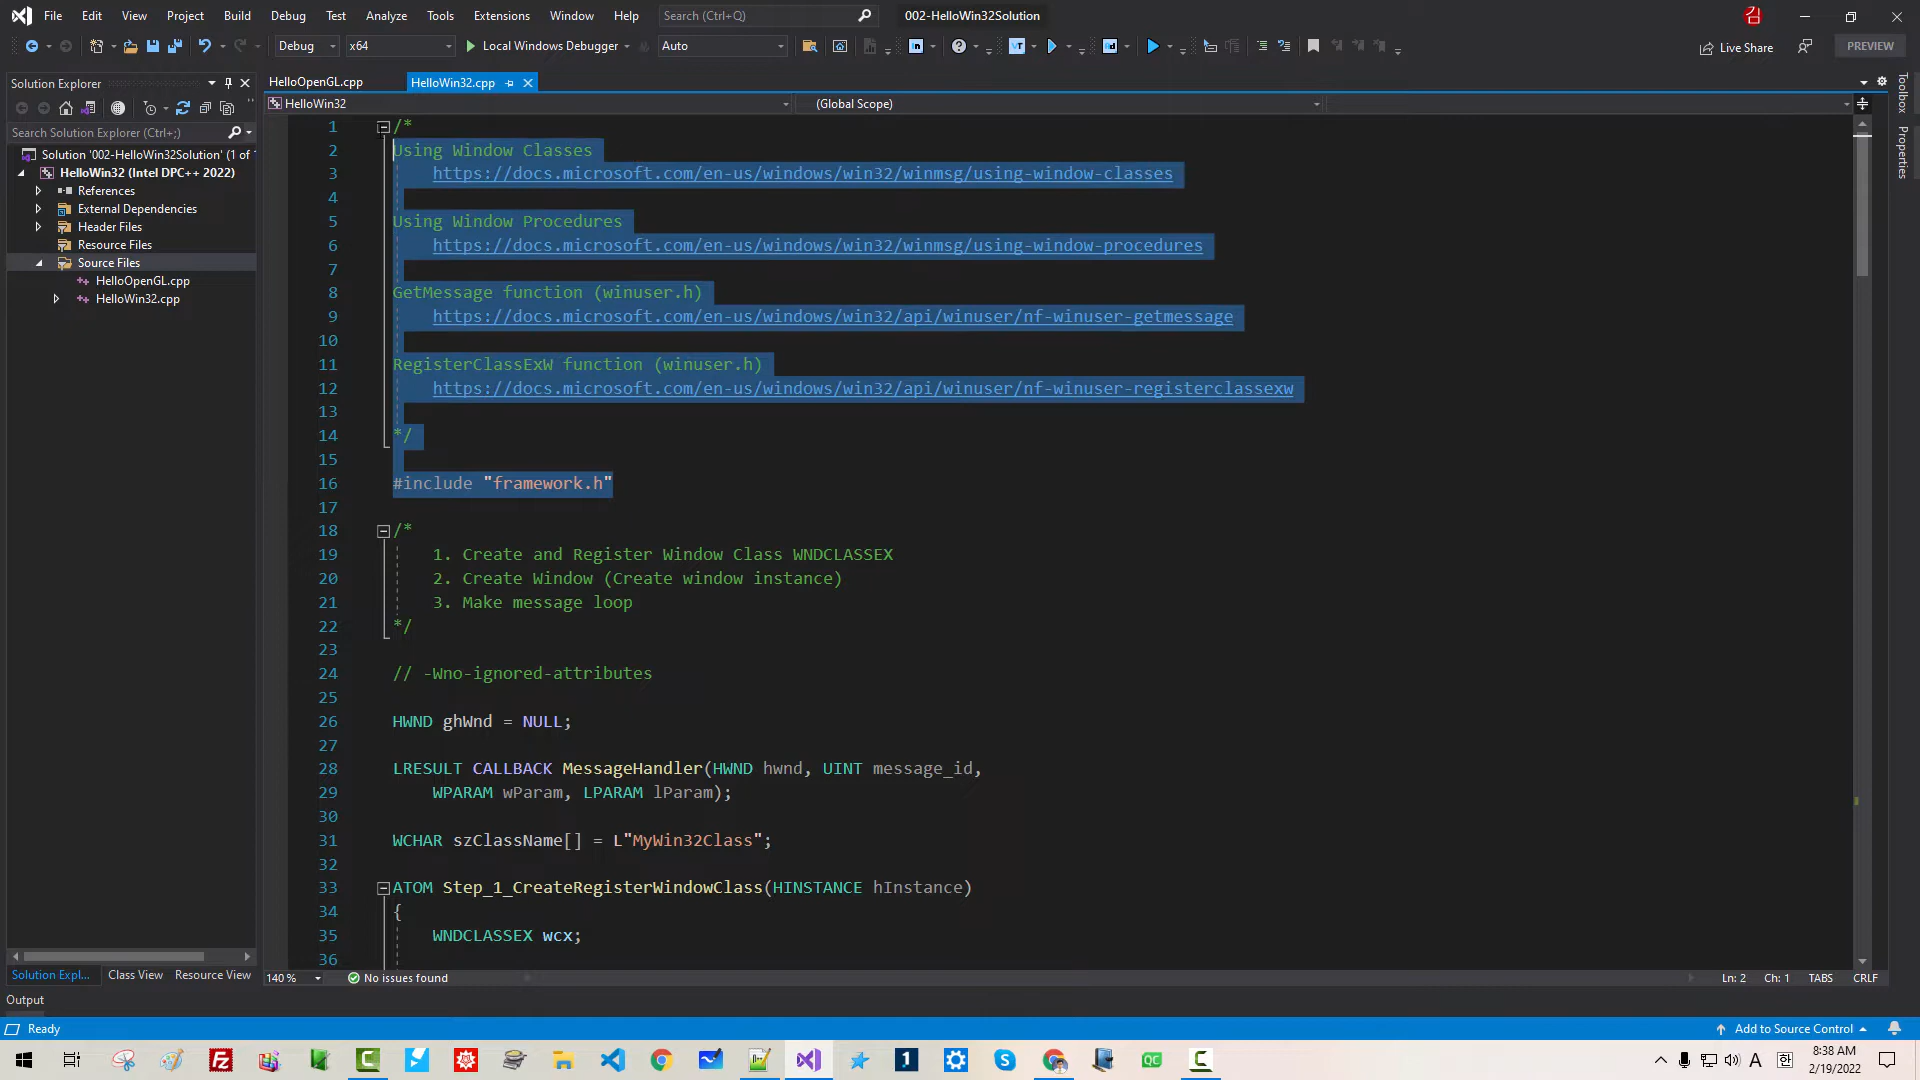 File Edit View Project Build Debug Test Analyze Tools Extensions Window Help Search (Ctrl+Q) 002-HelloWin32Solution 김
Debug x64 Local Windows Debugger Auto Live Share PREVIEW
Solution Explorer
HelloOpenGL.cpp HelloWin32.cpp
HelloWin32 (Global Scope)
Search Solution Explorer (Ctrl+;)
Solution '002-HelloWin32Solution' (1 of
HelloWin32 (Intel DPC++ 2022)
References
External Dependencies
Header Files
Resource Files
Source Files
HelloOpenGL.cpp
HelloWin32.cpp
1 /*
2 Using Window Classes
3 https://docs.microsoft.com/en-us/windows/win32/winmsg/using-window-classes
4
5 Using Window Procedures
6 https://docs.microsoft.com/en-us/windows/win32/winmsg/using-window-procedures
7
8 GetMessage function (winuser.h)
9 https://docs.microsoft.com/en-us/windows/win32/api/winuser/nf-winuser-getmessage
10
11 RegisterClassExW function (winuser.h)
12 https://docs.microsoft.com/en-us/windows/win32/api/winuser/nf-winuser-registerclassexw
13
14 */
15
16 #include "framework.h"
17
18 /*
19 1. Create and Register Window Class WNDCLASSEX
20 2. Create Window (Create window instance)
21 3. Make message loop
22 */
23
24 // -Wno-ignored-attributes
25
26 HWND ghWnd = NULL;
27
28 LRESULT CALLBACK MessageHandler(HWND hwnd, UINT message_id,
29 WPARAM wParam, LPARAM lParam);
30
31 WCHAR szClassName[] = L"MyWin32Class";
32
33 ATOM Step_1_CreateRegisterWindowClass(HINSTANCE hInstance)
34 {
35 WNDCLASSEX wcx;
36
Toolbox
Properties
Solution Expl... Class View Resource View
140 % No issues found Ln: 2 Ch: 1 TABS CRLF
Output
Ready Add to Source Control
A 한 8:38 AM
2/19/2022